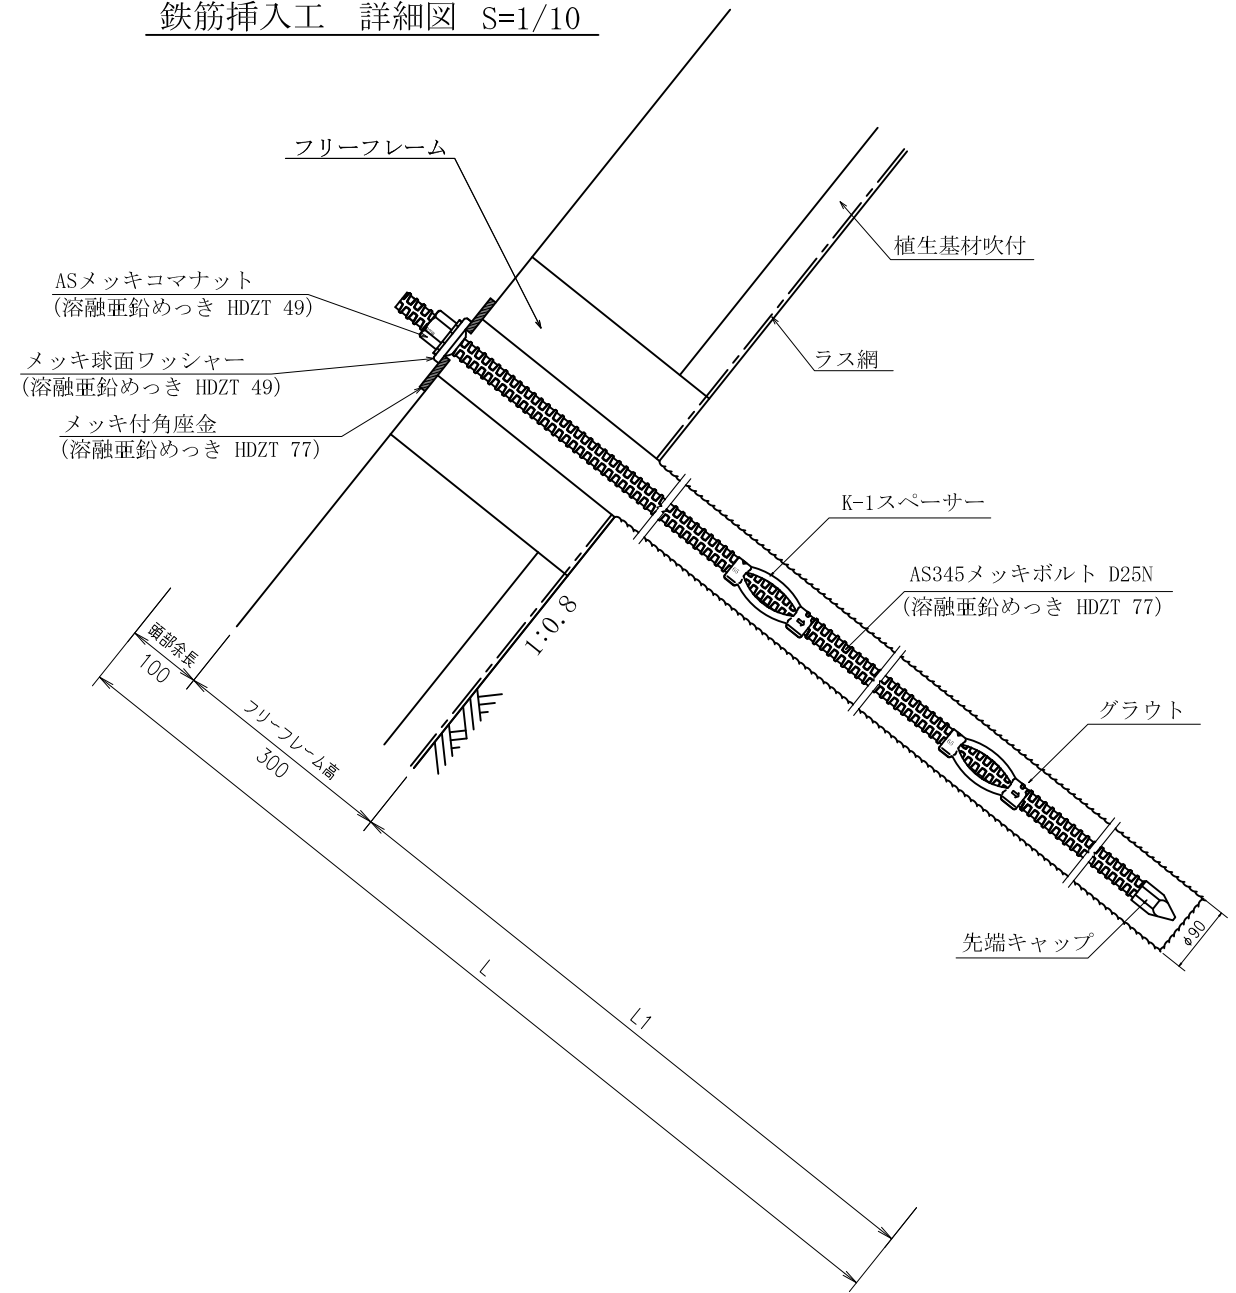 鉄筋挿入工 詳細図 S=1/10
フリーフレーム
植生基材吹付
ASメッキコマナット
(溶融亜鉛めっき HDZT 49)
ラス網
メッキ球面ワッシャー
(溶融亜鉛めっき HDZT 49)
メッキ付角座金
(溶融亜鉛めっき HDZT 77)
K-1スペーサー
AS345メッキボルト D25N
(溶融亜鉛めっき HDZT 77)
1:0.8
頭部余長
100
フリーフレーム高
300
グラウト
先端キャップ
φ90
L
L1